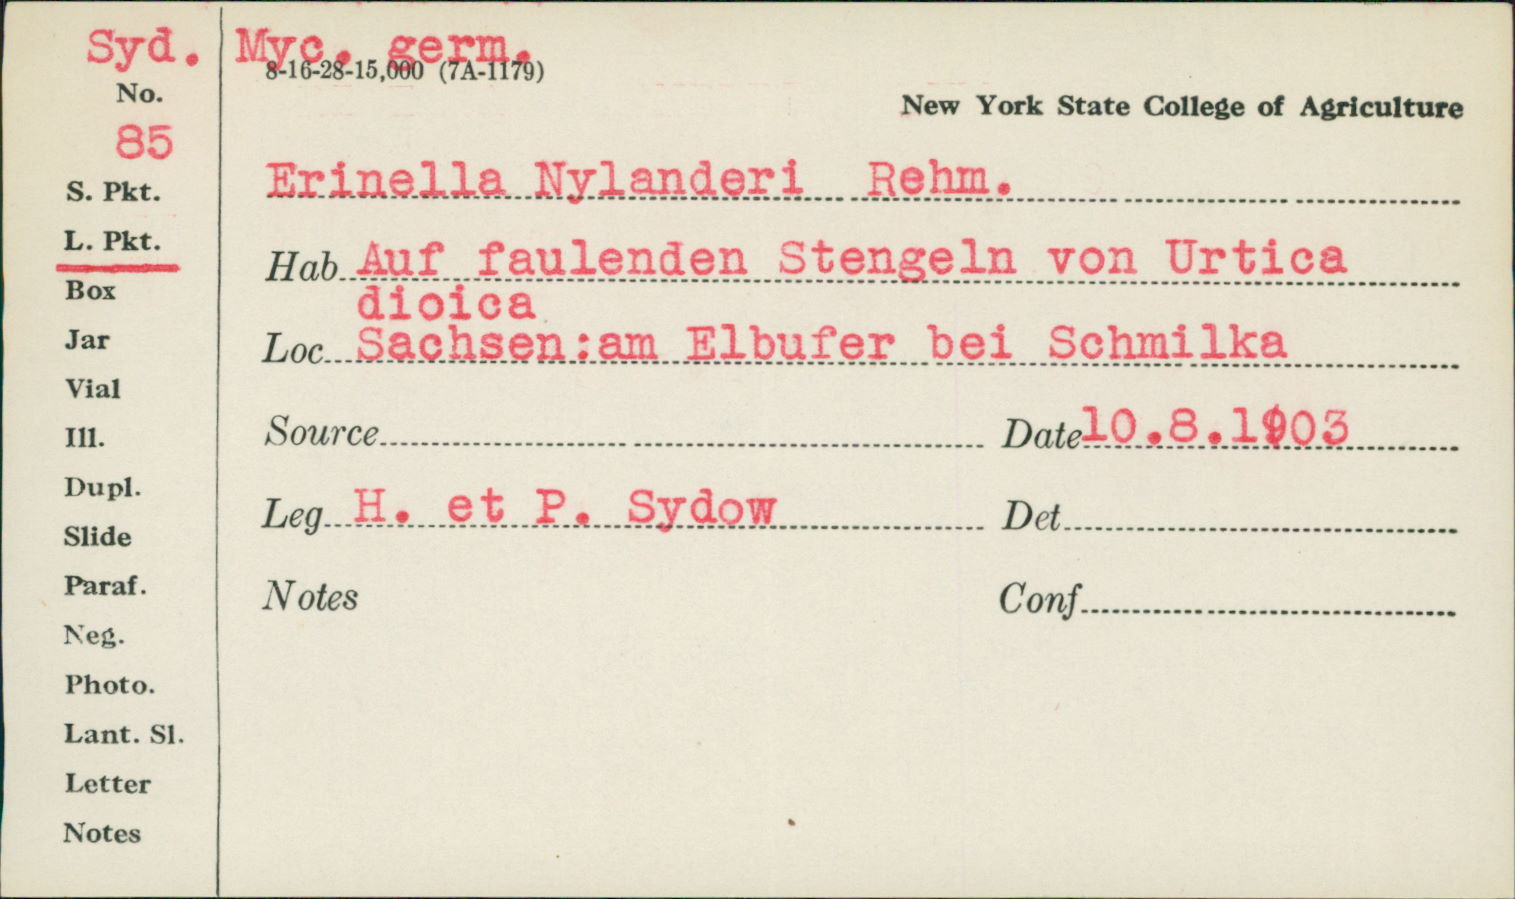 Syd. Myc. germ.
8-16-28-15,000 (7A-1179)
No.
New York State College of Agriculture
85
Erinella Nylanderi Rehm.
S. Pkt.
L. Pkt.
Hab Auf faulenden Stengeln von Urtica
dioica
Box
Jar
Loc Sachsen:am Elbufer bei Schmilka
Vial
Ill.
Source Date 10.8.1903
Dupl.
Slide
Leg H. et P. Sydow Det
Paraf.
Notes Conf
Neg.
Photo.
Lant. Sl.
Letter
Notes